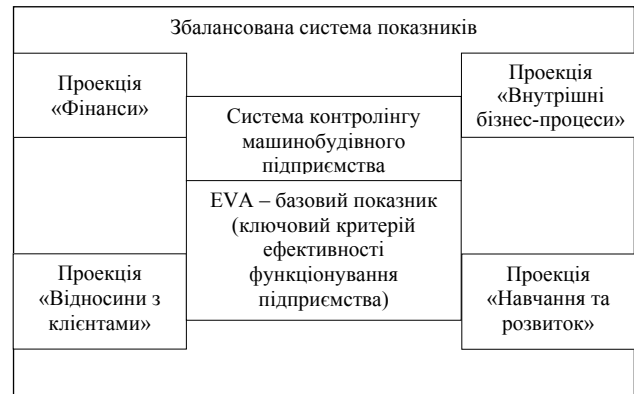 Збалансована система показників
Проекція
«Фінанси»
Проекція
«Внутрішні
бізнес-процеси»
Система контролінгу
машинобудівного
підприємства
EVA – базовий показник
(ключовий критерій
ефективності
функціонування
підприємства)
Проекція
«Відносини з
клієнтами»
Проекція
«Навчання та
розвиток»